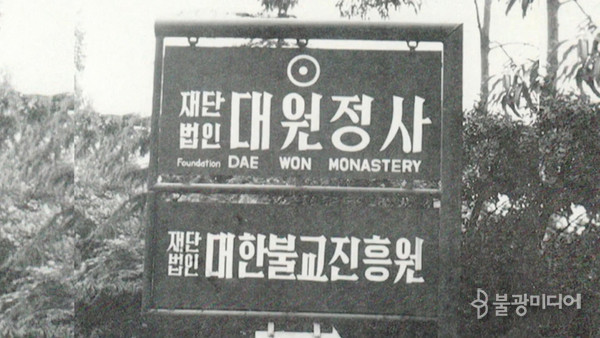 재단
법인 대원정사
Foundation DAE WON MONASTERY
재단
법인 대한불교진흥원
불광미디어